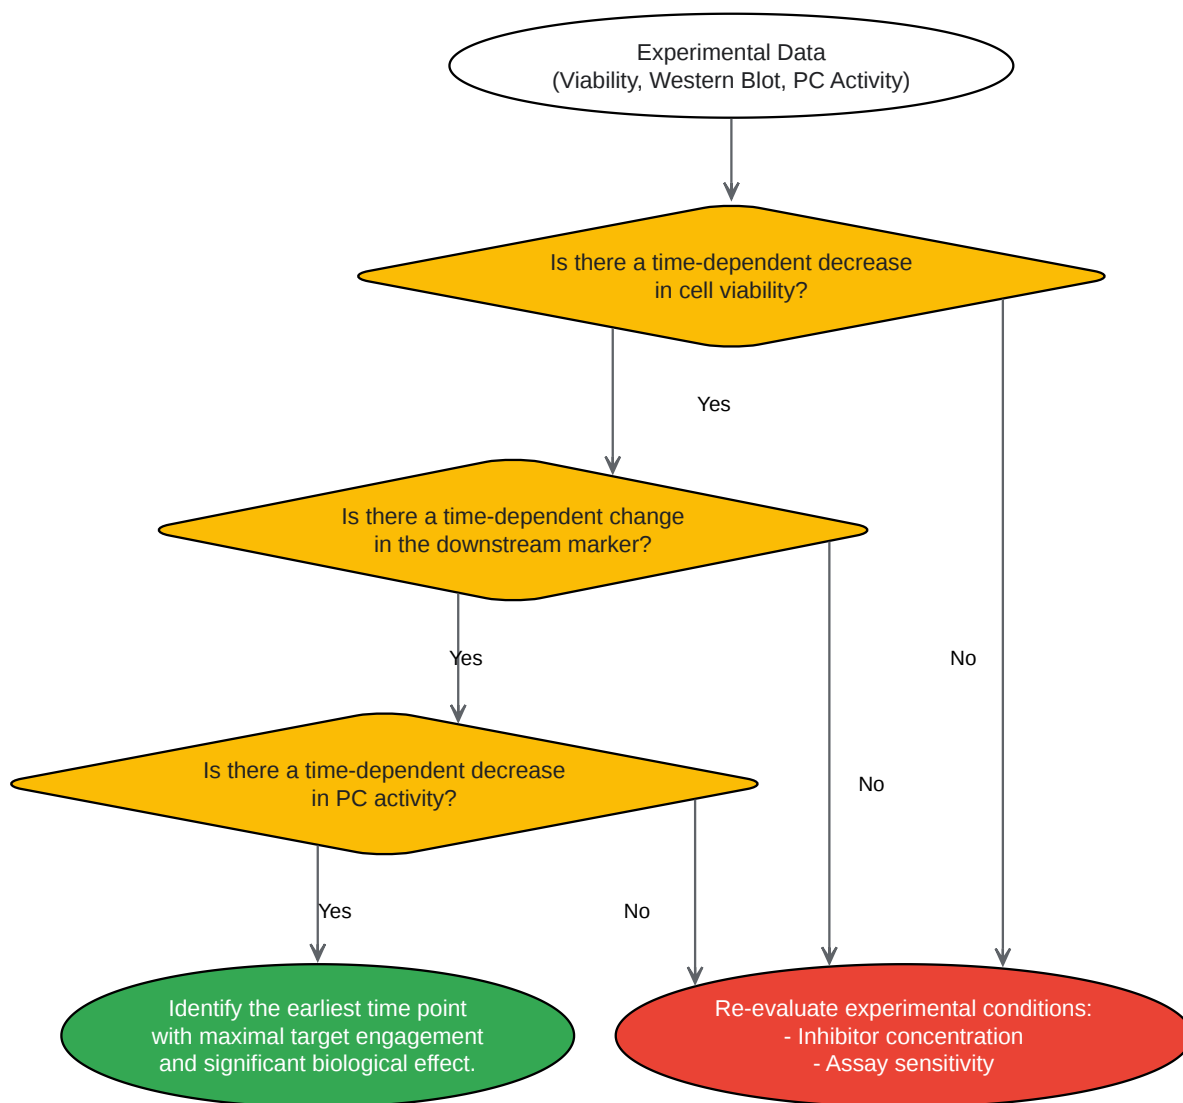 Experimental Data
(Viability, Western Blot, PC Activity)
Is there a time-dependent decrease
in cell viability?
Yes
Is there a time-dependent change
in the downstream marker?
Yes
No
Is there a time-dependent decrease
in PC activity?
No
Yes
No
Identify the earliest time point
with maximal target engagement
and significant biological effect.
Re-evaluate experimental conditions:
- Inhibitor concentration
- Assay sensitivity